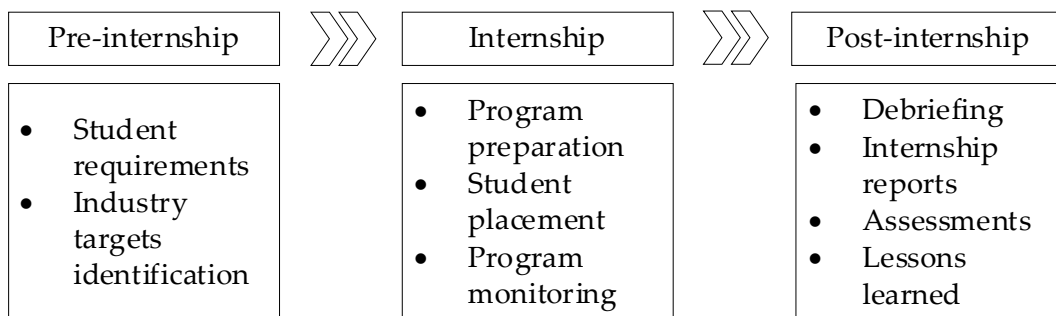 Pre-internship
Internship
Post-internship
• Student
requirements
• Industry
targets
identification
• Program
preparation
• Student
placement
• Program
monitoring
• Debriefing
• Internship
reports
• Assessments
• Lessons
learned